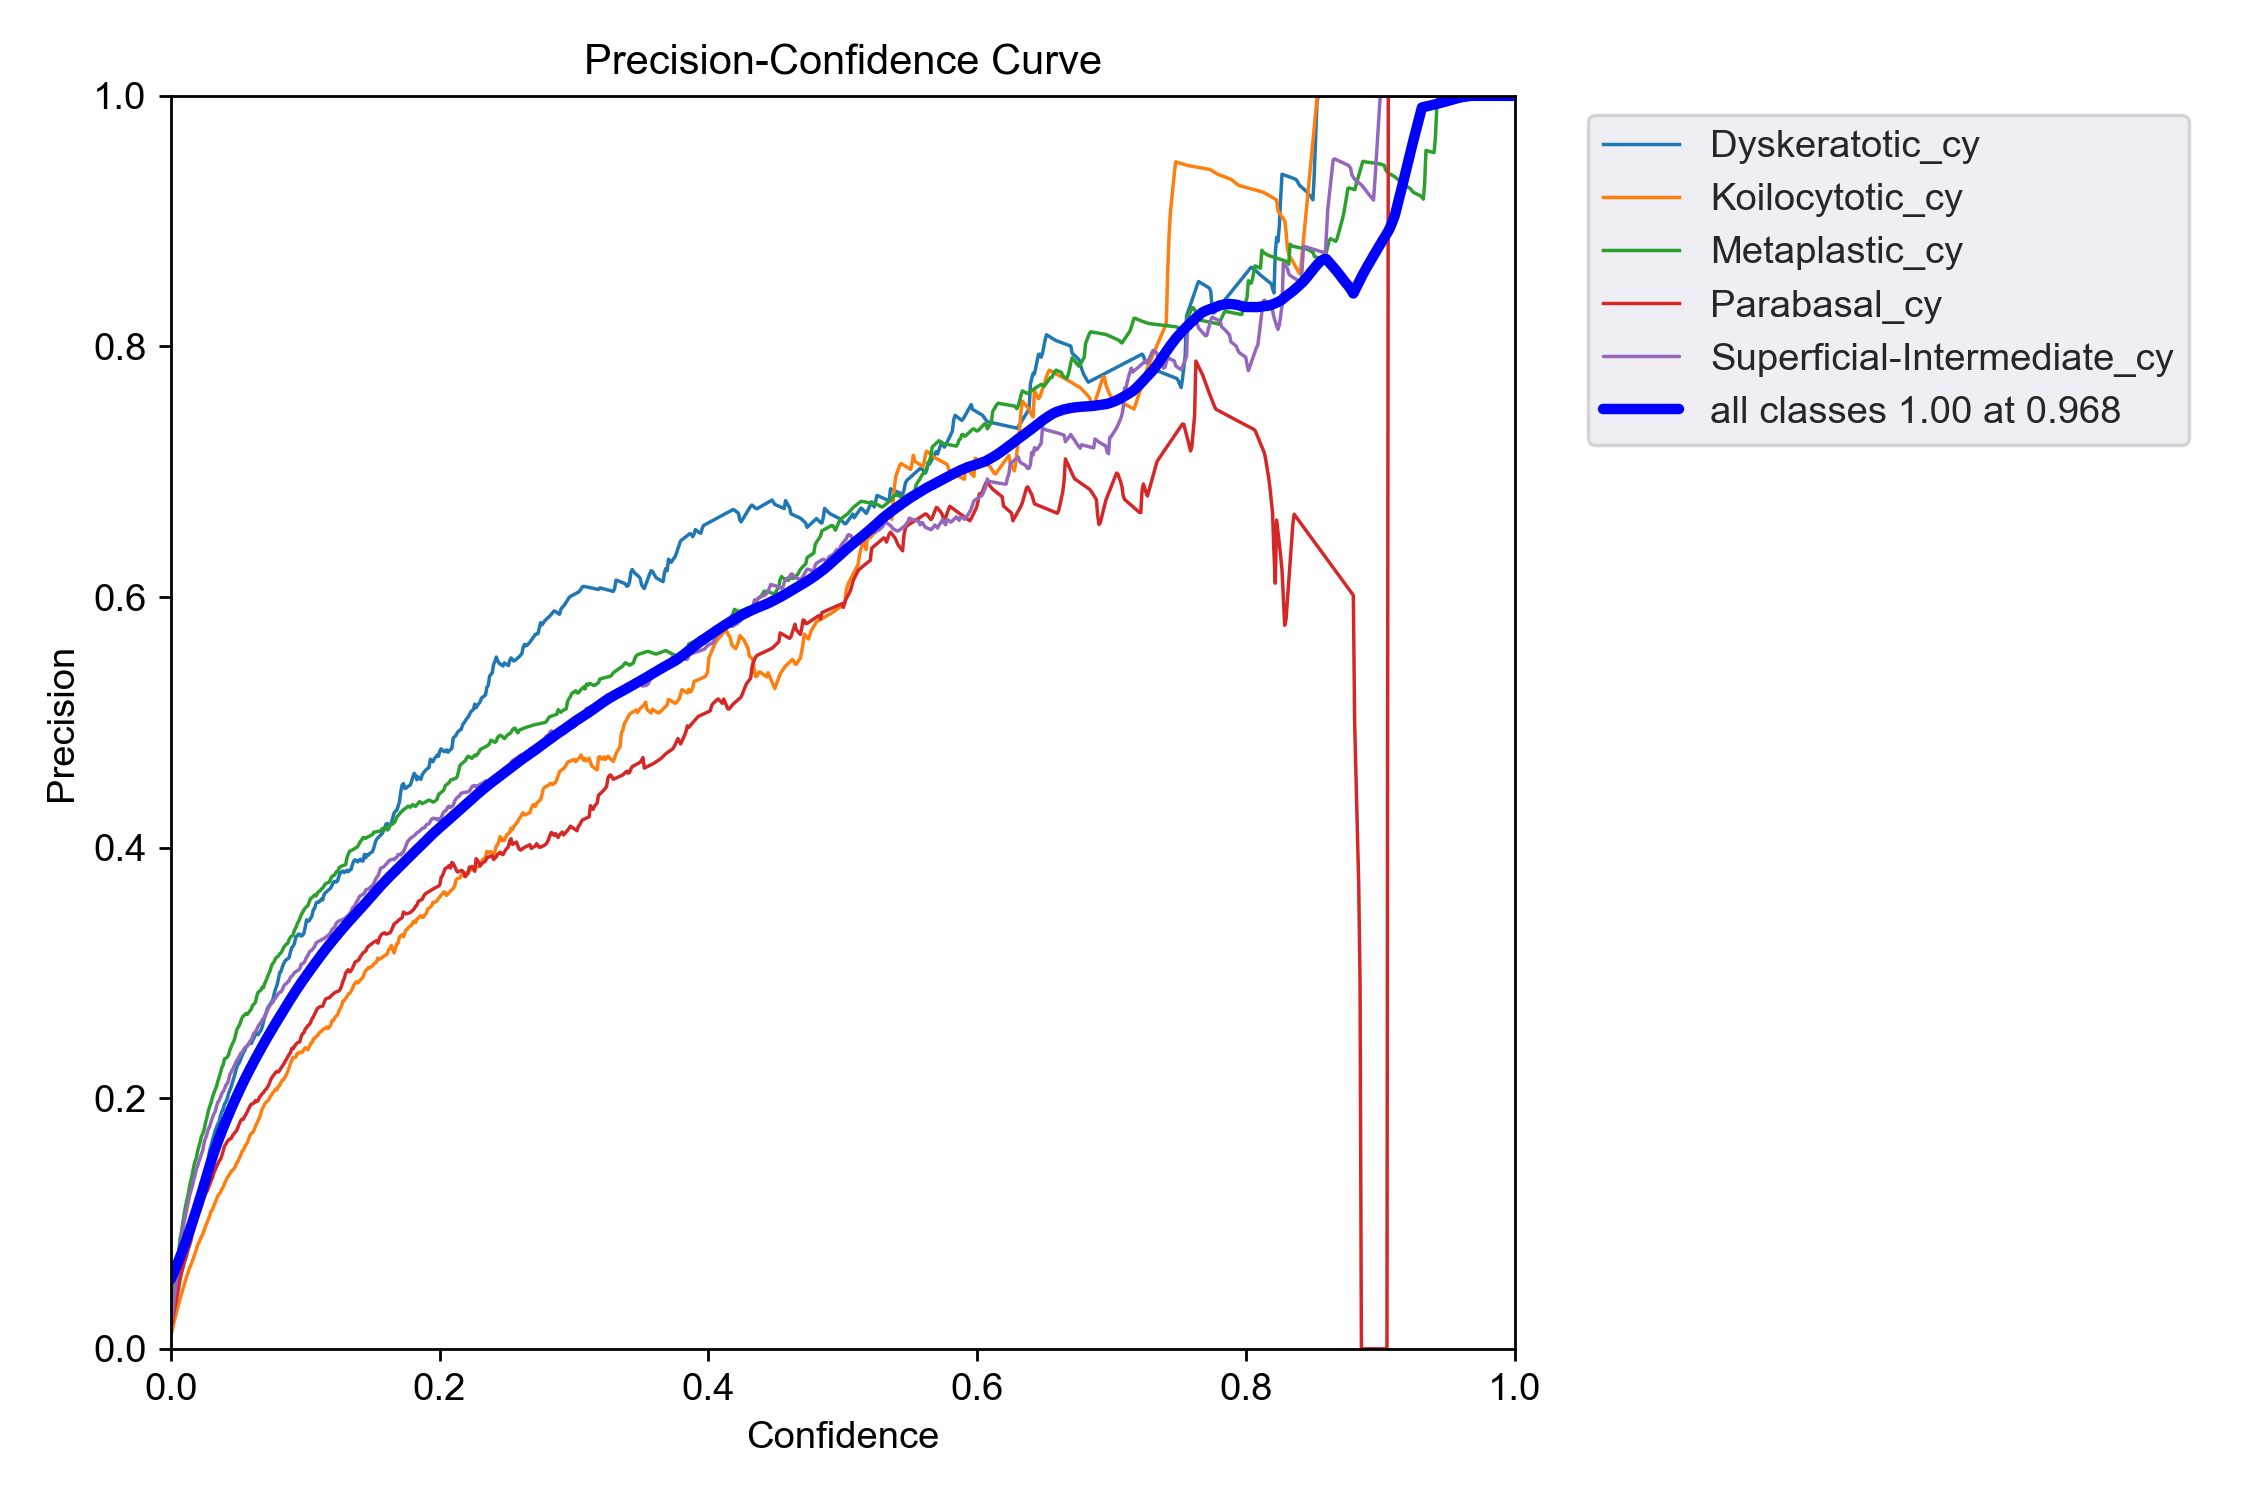 Precision-Confidence Curve
1.0
0.8
0.6
0.4
0.2
0.0
Precision
0.0 0.2 0.4 0.6 0.8 1.0
Confidence
Dyskeratotic_cy
Koilocytotic_cy
Metaplastic_cy
Parabasal_cy
Superficial-Intermediate_cy
all classes 1.00 at 0.968